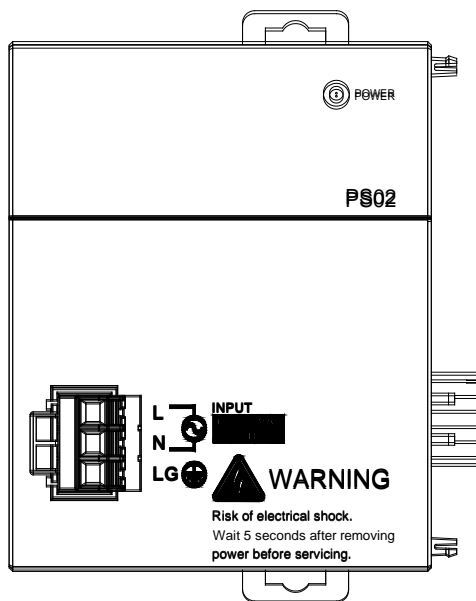 POWER
PS02
L
INPUT
N
LG
WARNING
Risk of electrical shock.
Wait 5 seconds after removing
power before servicing.